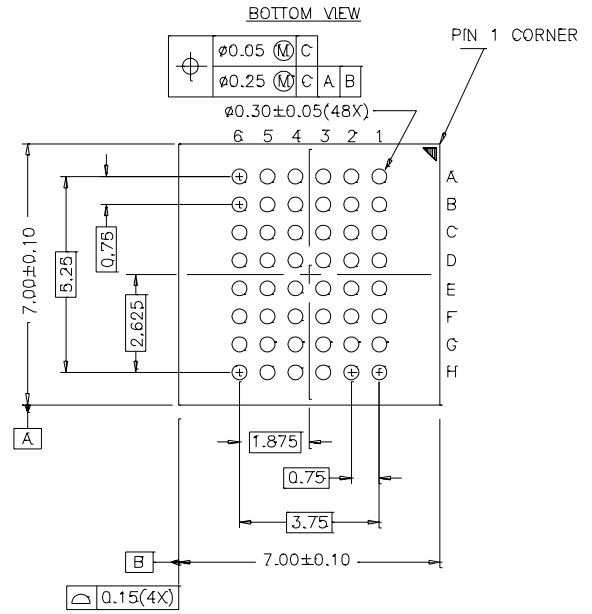 BOTTOM VIEW
PIN 1 CORNER
ø0.05 Ⓜ C
ø0.25 Ⓜ C A B
ø0.30±0.05(48X)
6 5 4 3 2 1
A
B
C
D
E
F
G
H
7.00±0.10
5.25
0.75
2.625
A
1.875
0.75
3.75
B
7.00±0.10
0.15(4X)